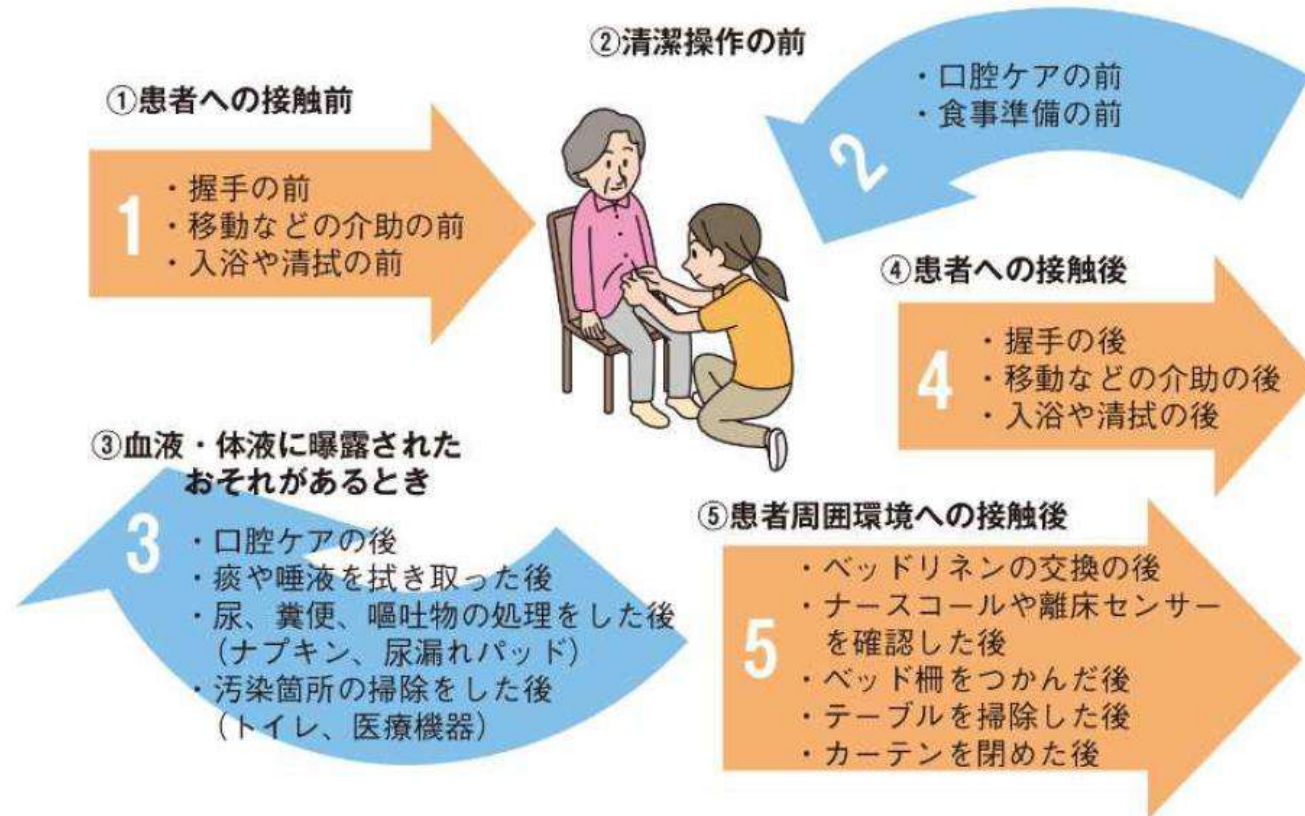 ①患者への接触前
1
・握手の前
・移動などの介助の前
・入浴や清拭の前
②清潔操作の前
2
・口腔ケアの前
・食事準備の前
③血液・体液に曝露された
おそれがあるとき
3
・口腔ケアの後
・痰や唾液を拭き取った後
・尿、糞便、嘔吐物の処理をした後
(ナプキン、尿漏れパッド)
・汚染箇所の掃除をした後
(トイレ、医療機器)
④患者への接触後
4
・握手の後
・移動などの介助の後
・入浴や清拭の後
⑤患者周囲環境への接触後
5
・ベッドリネンの交換の後
・ナースコールや離床センサー
を確認した後
・ベッド柵をつかんだ後
・テーブルを掃除した後
・カーテンを閉めた後